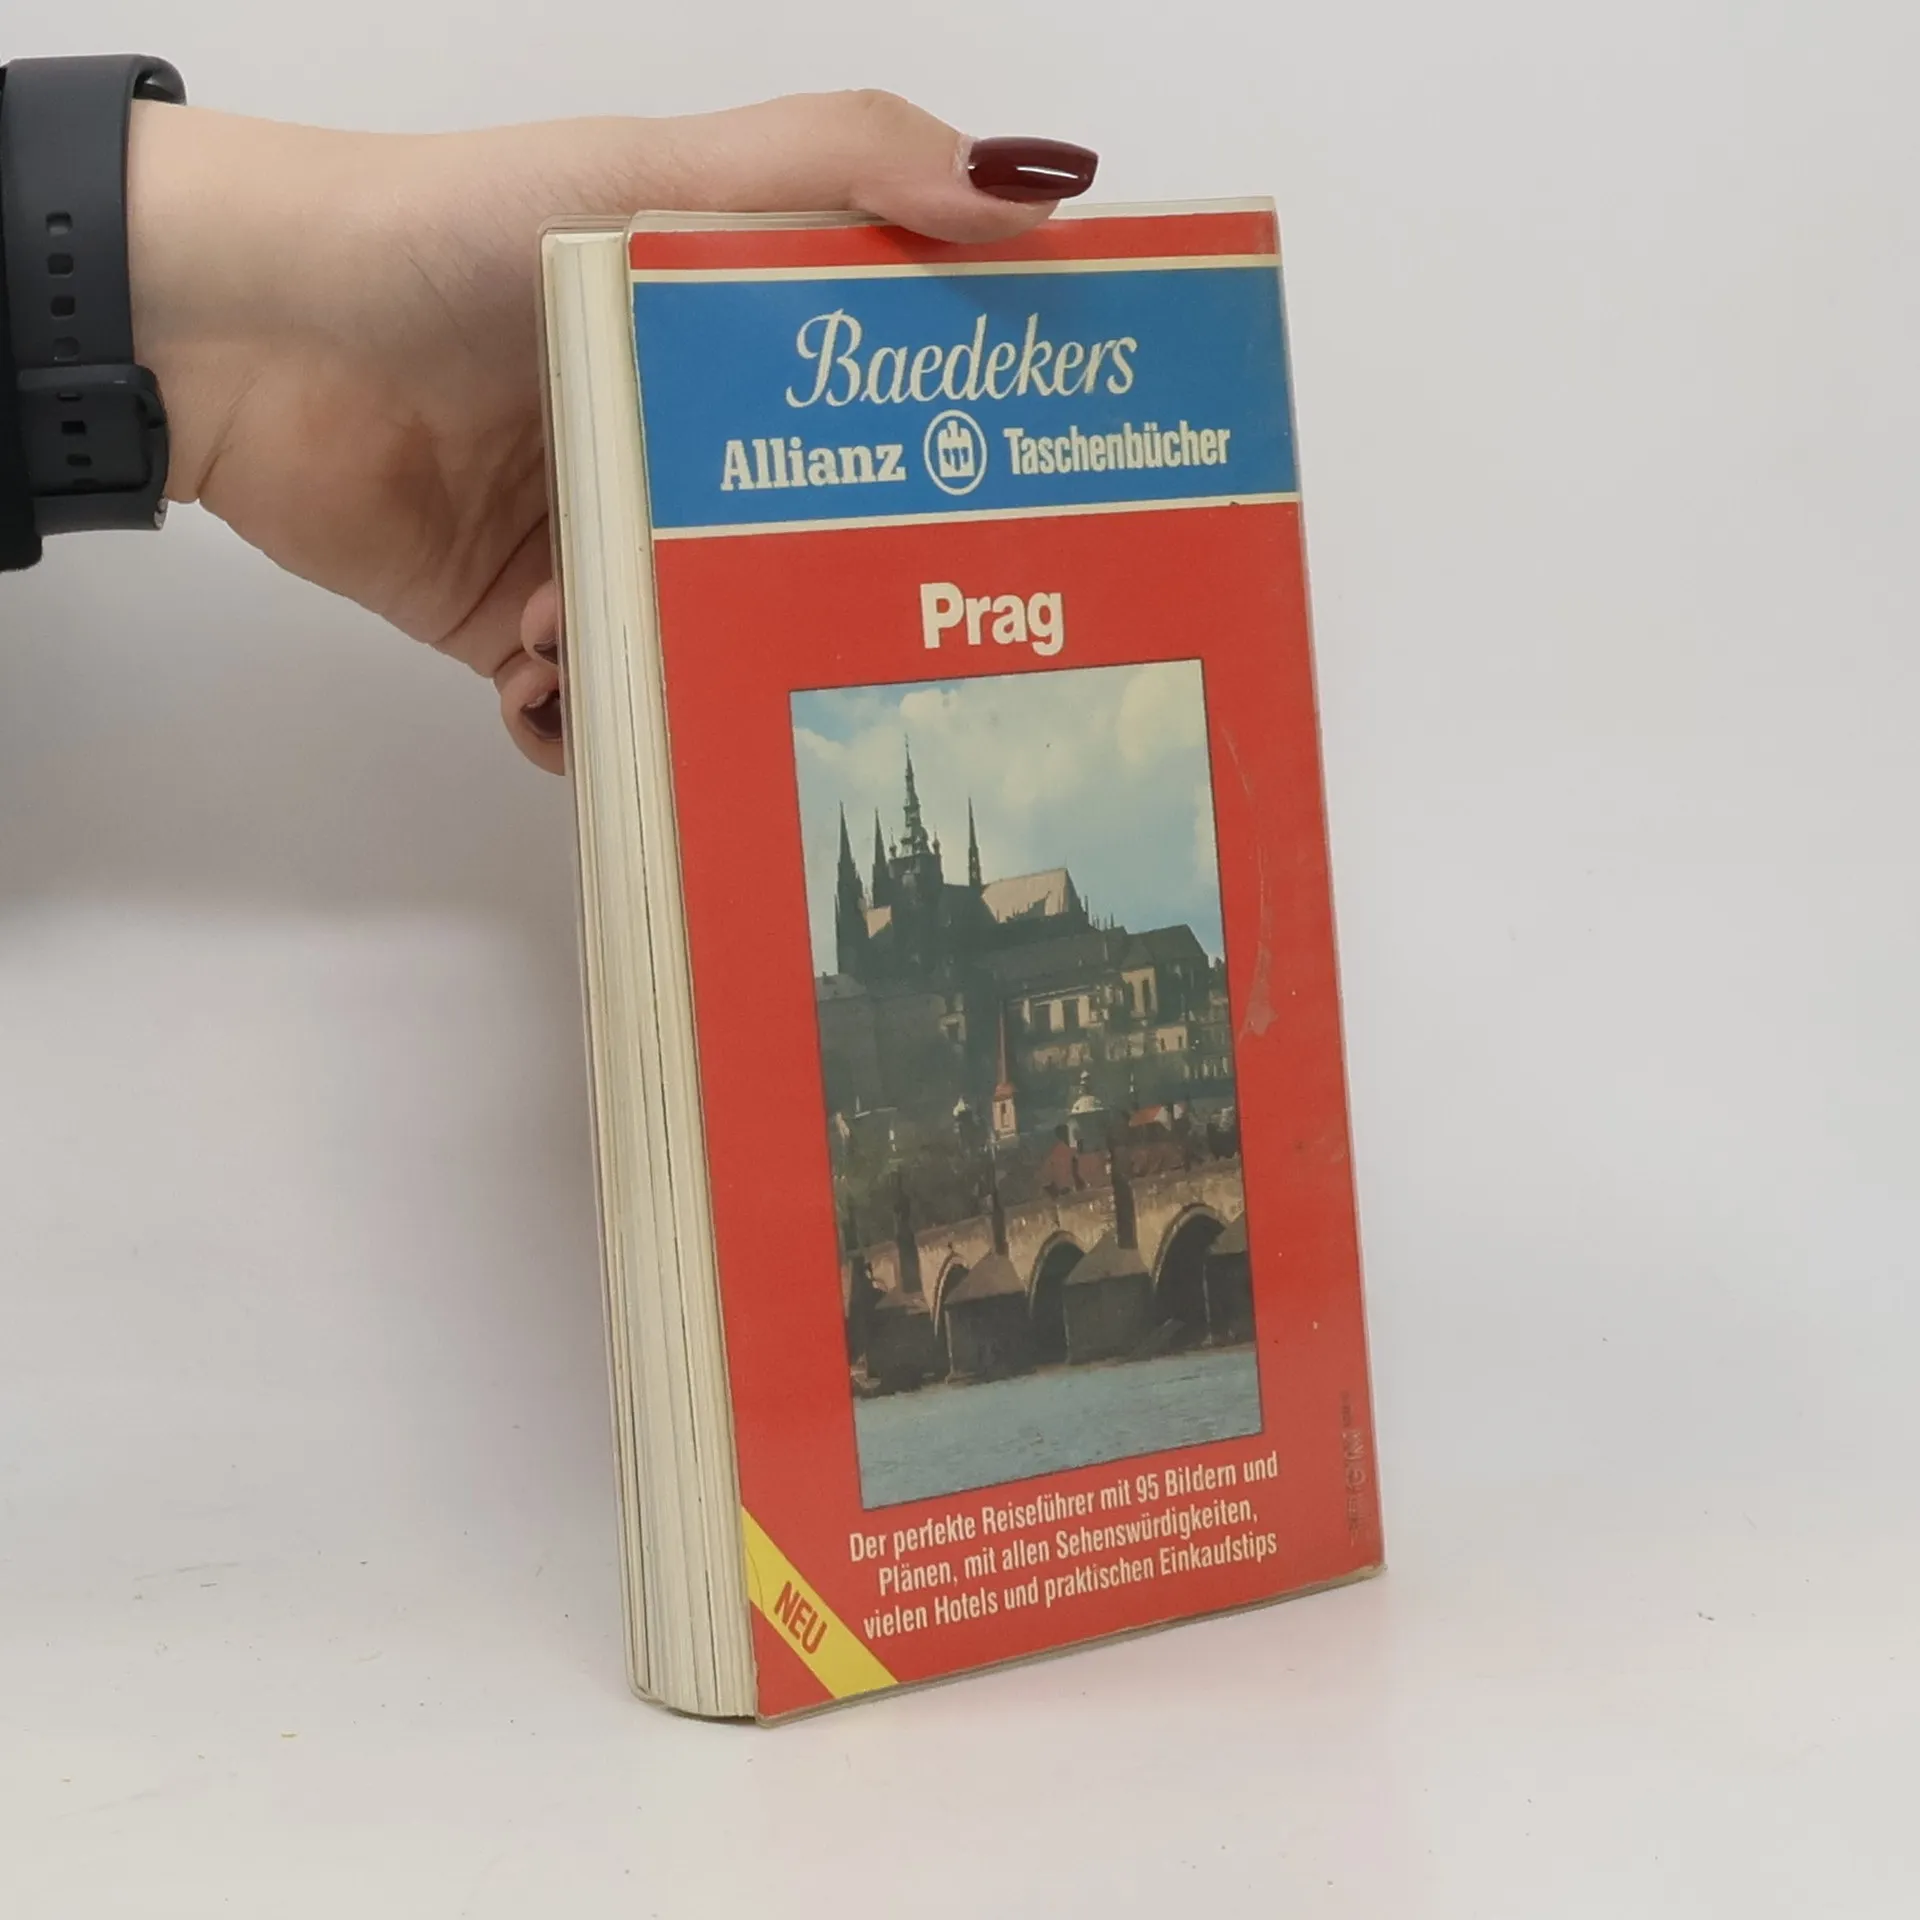 Baedekers
Allianz Taschenbücher
Prag
Der perfekte Reiseführer mit 95 Bildern und
Plänen, mit allen Sehenswürdigkeiten,
vielen Hotels und praktischen Einkaufstips
NEU